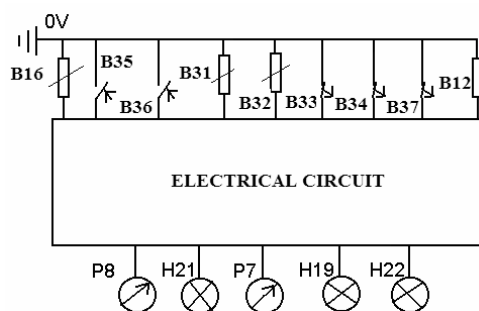 0V
B16 B35 B36 B31 B32 B33 B34 B37 B12
ELECTRICAL CIRCUIT
P8 H21 P7 H19 H22